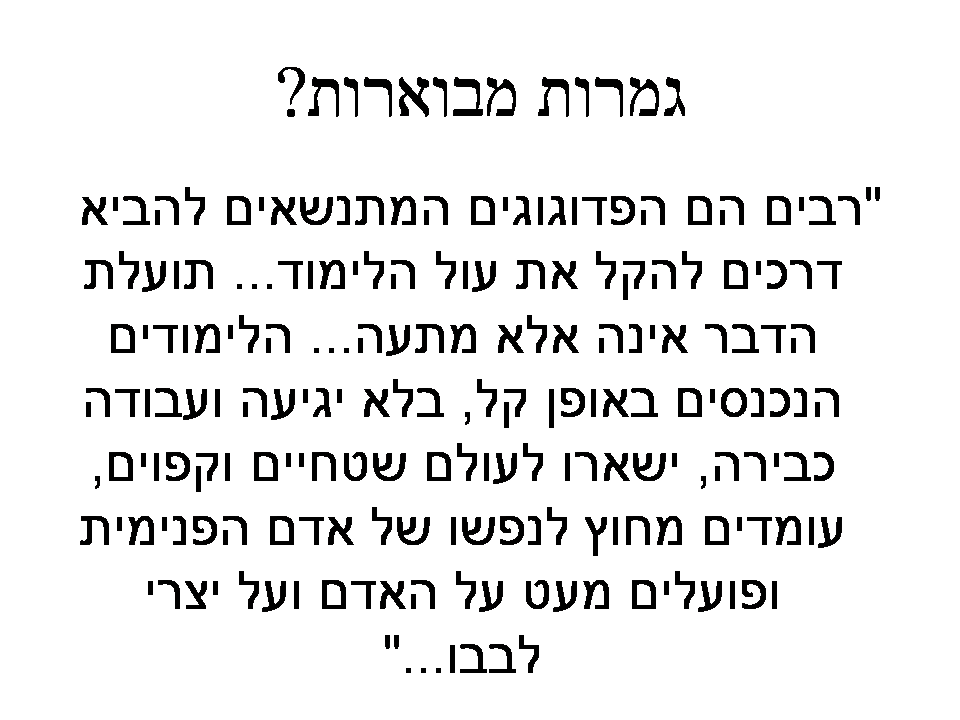 גמרות מבוארות?
"רבים הם הפדוגוגים המתנשאים להביא
דרכים להקל את עול הלימוד... תועלת
הדבר אינה אלא מתעה... הלימודים
הנכנסים באופן קל, בלא יגיעה ועבודה
כבירה, ישארו לעולם שטחיים וקפוים,
עומדים מחוץ לנפשו של אדם הפנימית
ופועלים מעט על האדם ועל יצרי
לבבו..."